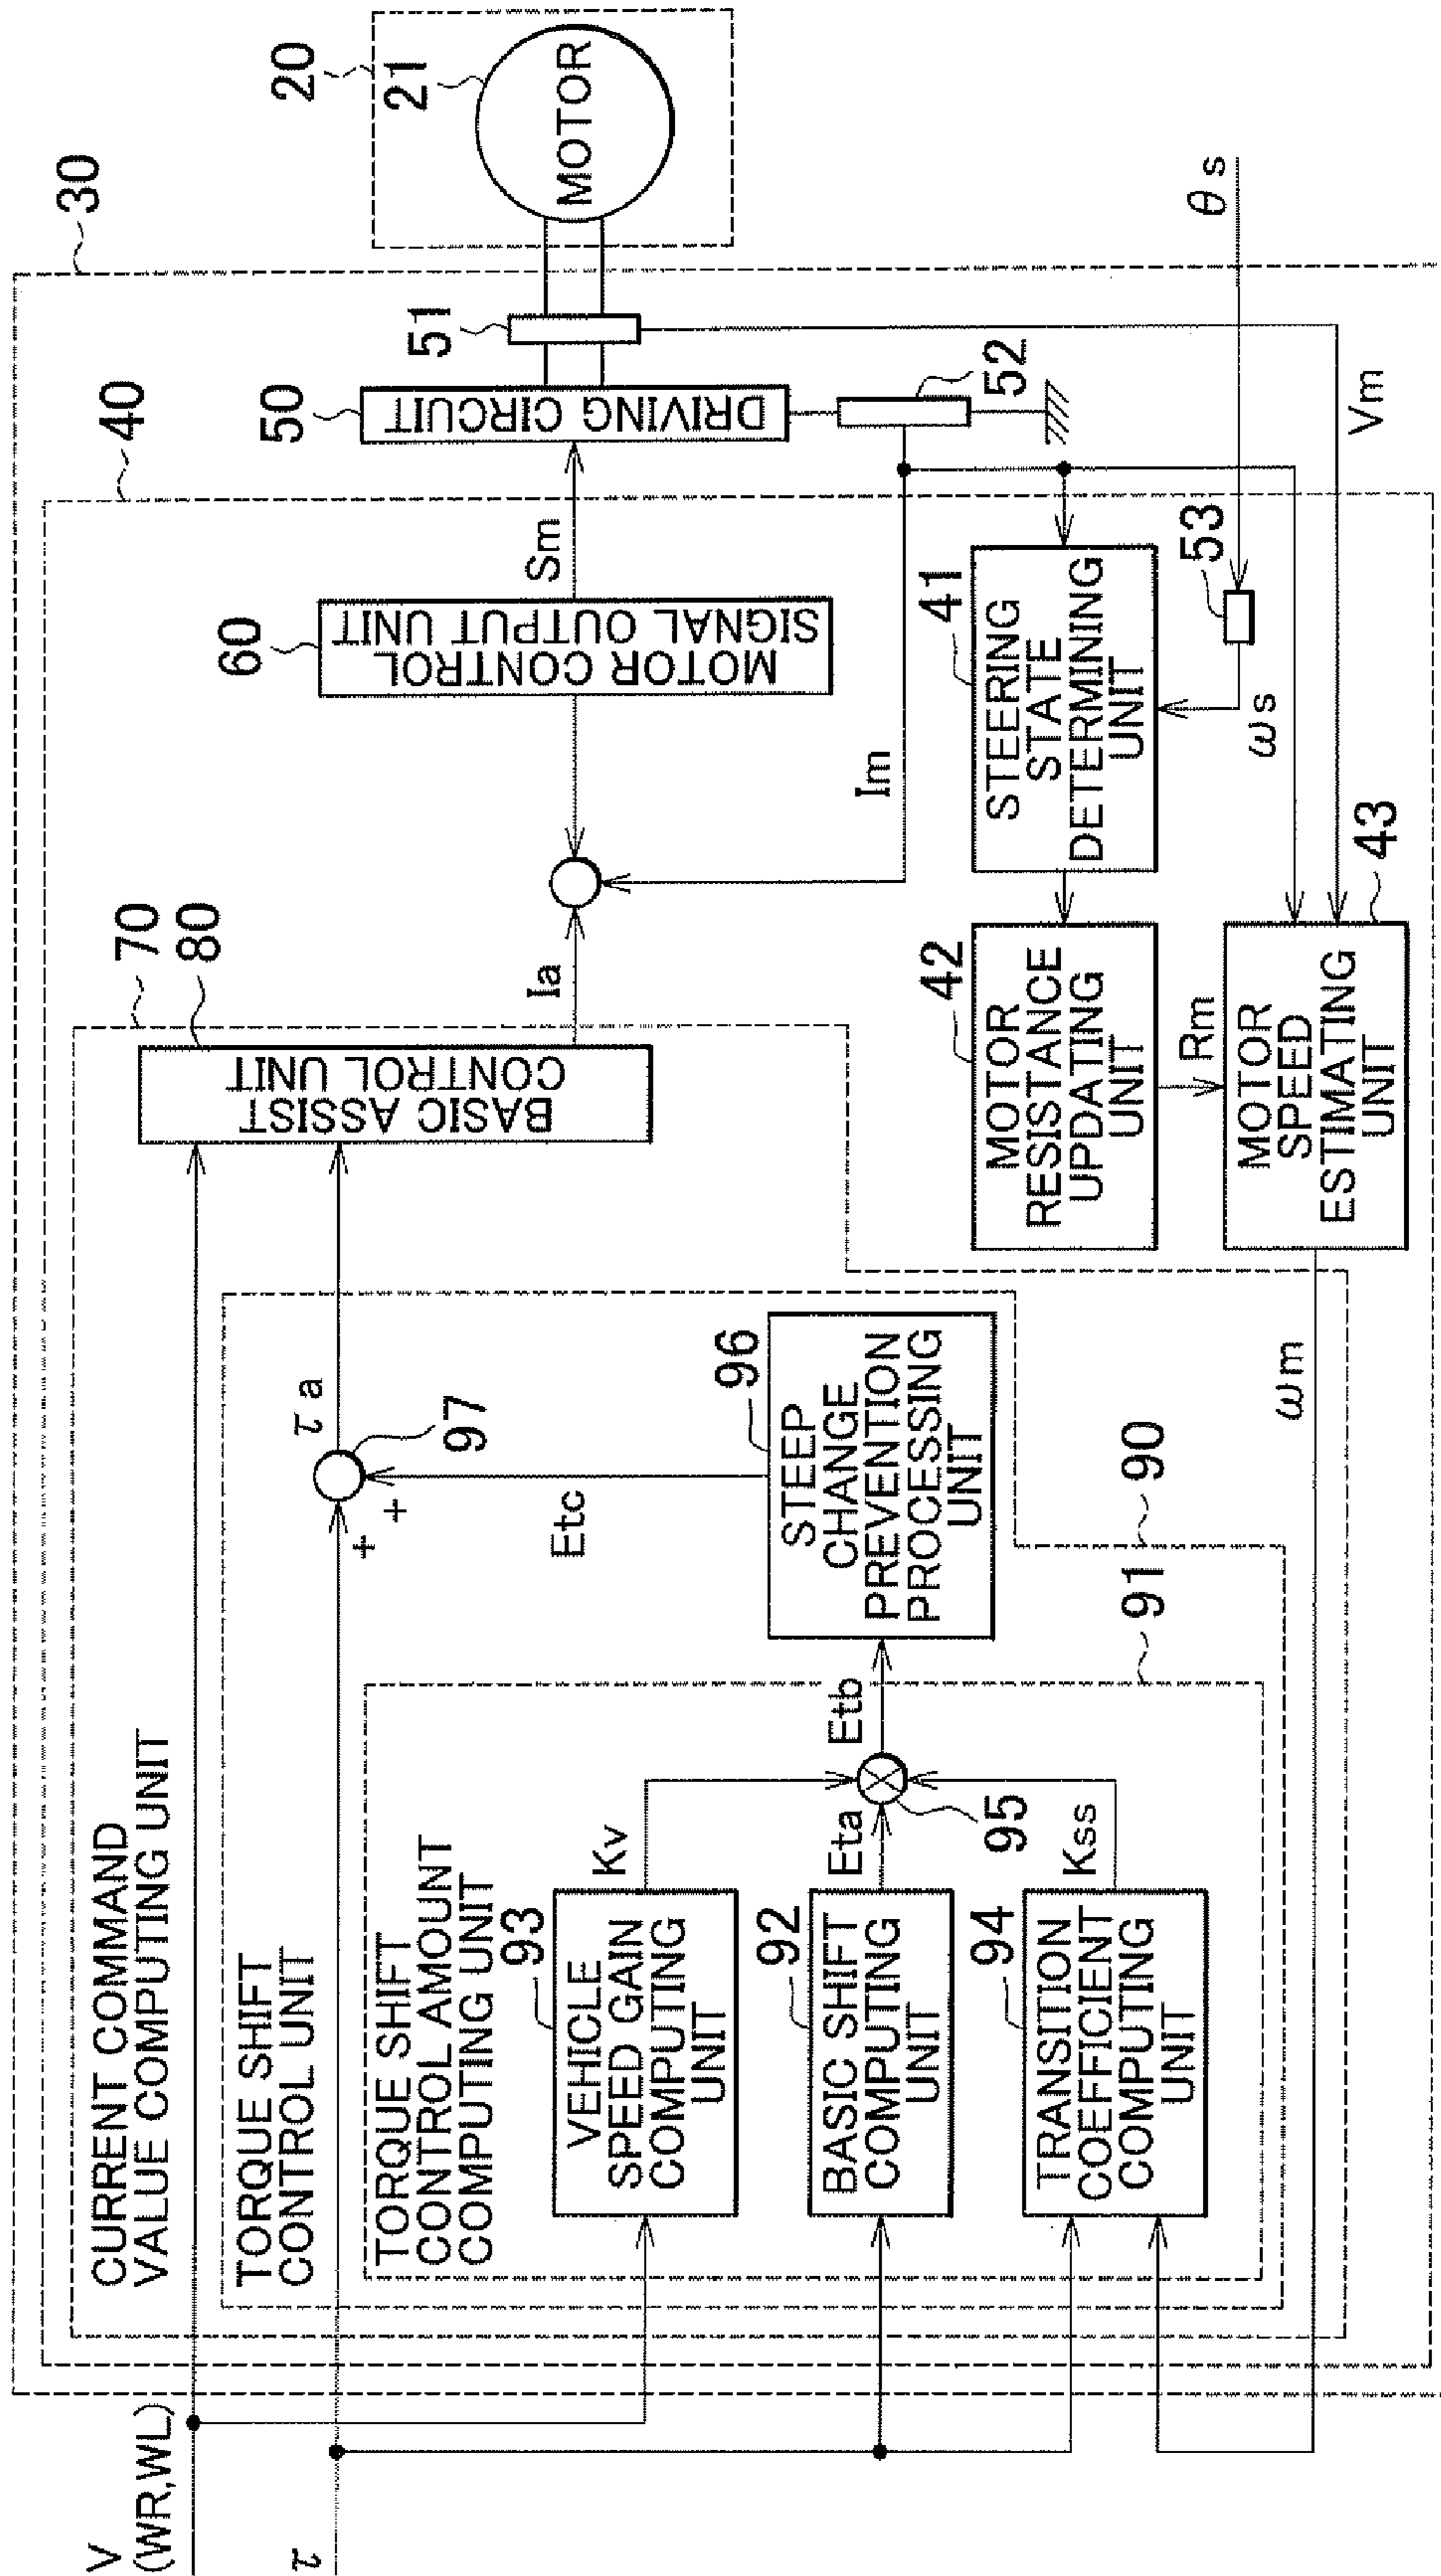 30
20
21
MOTOR
40
50
51
DRIVING CIRCUIT
52
60
MOTOR CONTROL
SIGNAL OUTPUT UNIT
Sm
θs
53
ωs
Vm
Im
41
STEERING
STATE
DETERMINING
UNIT
42
MOTOR
RESISTANCE
UPDATING
UNIT
Rm
43
MOTOR
SPEED
ESTIMATING
UNIT
ωm
70
80
BASIC ASSIST
CONTROL UNIT
Ia
CURRENT COMMAND
VALUE COMPUTING UNIT
TORQUE SHIFT
CONTROL UNIT
τa
97
+
+
Etc
96
STEEP
CHANGE
PREVENTION
PROCESSING
UNIT
90
91
TORQUE SHIFT
CONTROL AMOUNT
COMPUTING UNIT
93
VEHICLE
SPEED GAIN
COMPUTING
UNIT
Kv
92
BASIC SHIFT
COMPUTING
UNIT
Eta
Etb
95
94
TRANSITION
COEFFICIENT
COMPUTING
UNIT
Kss
V
(WR,WL)
τ